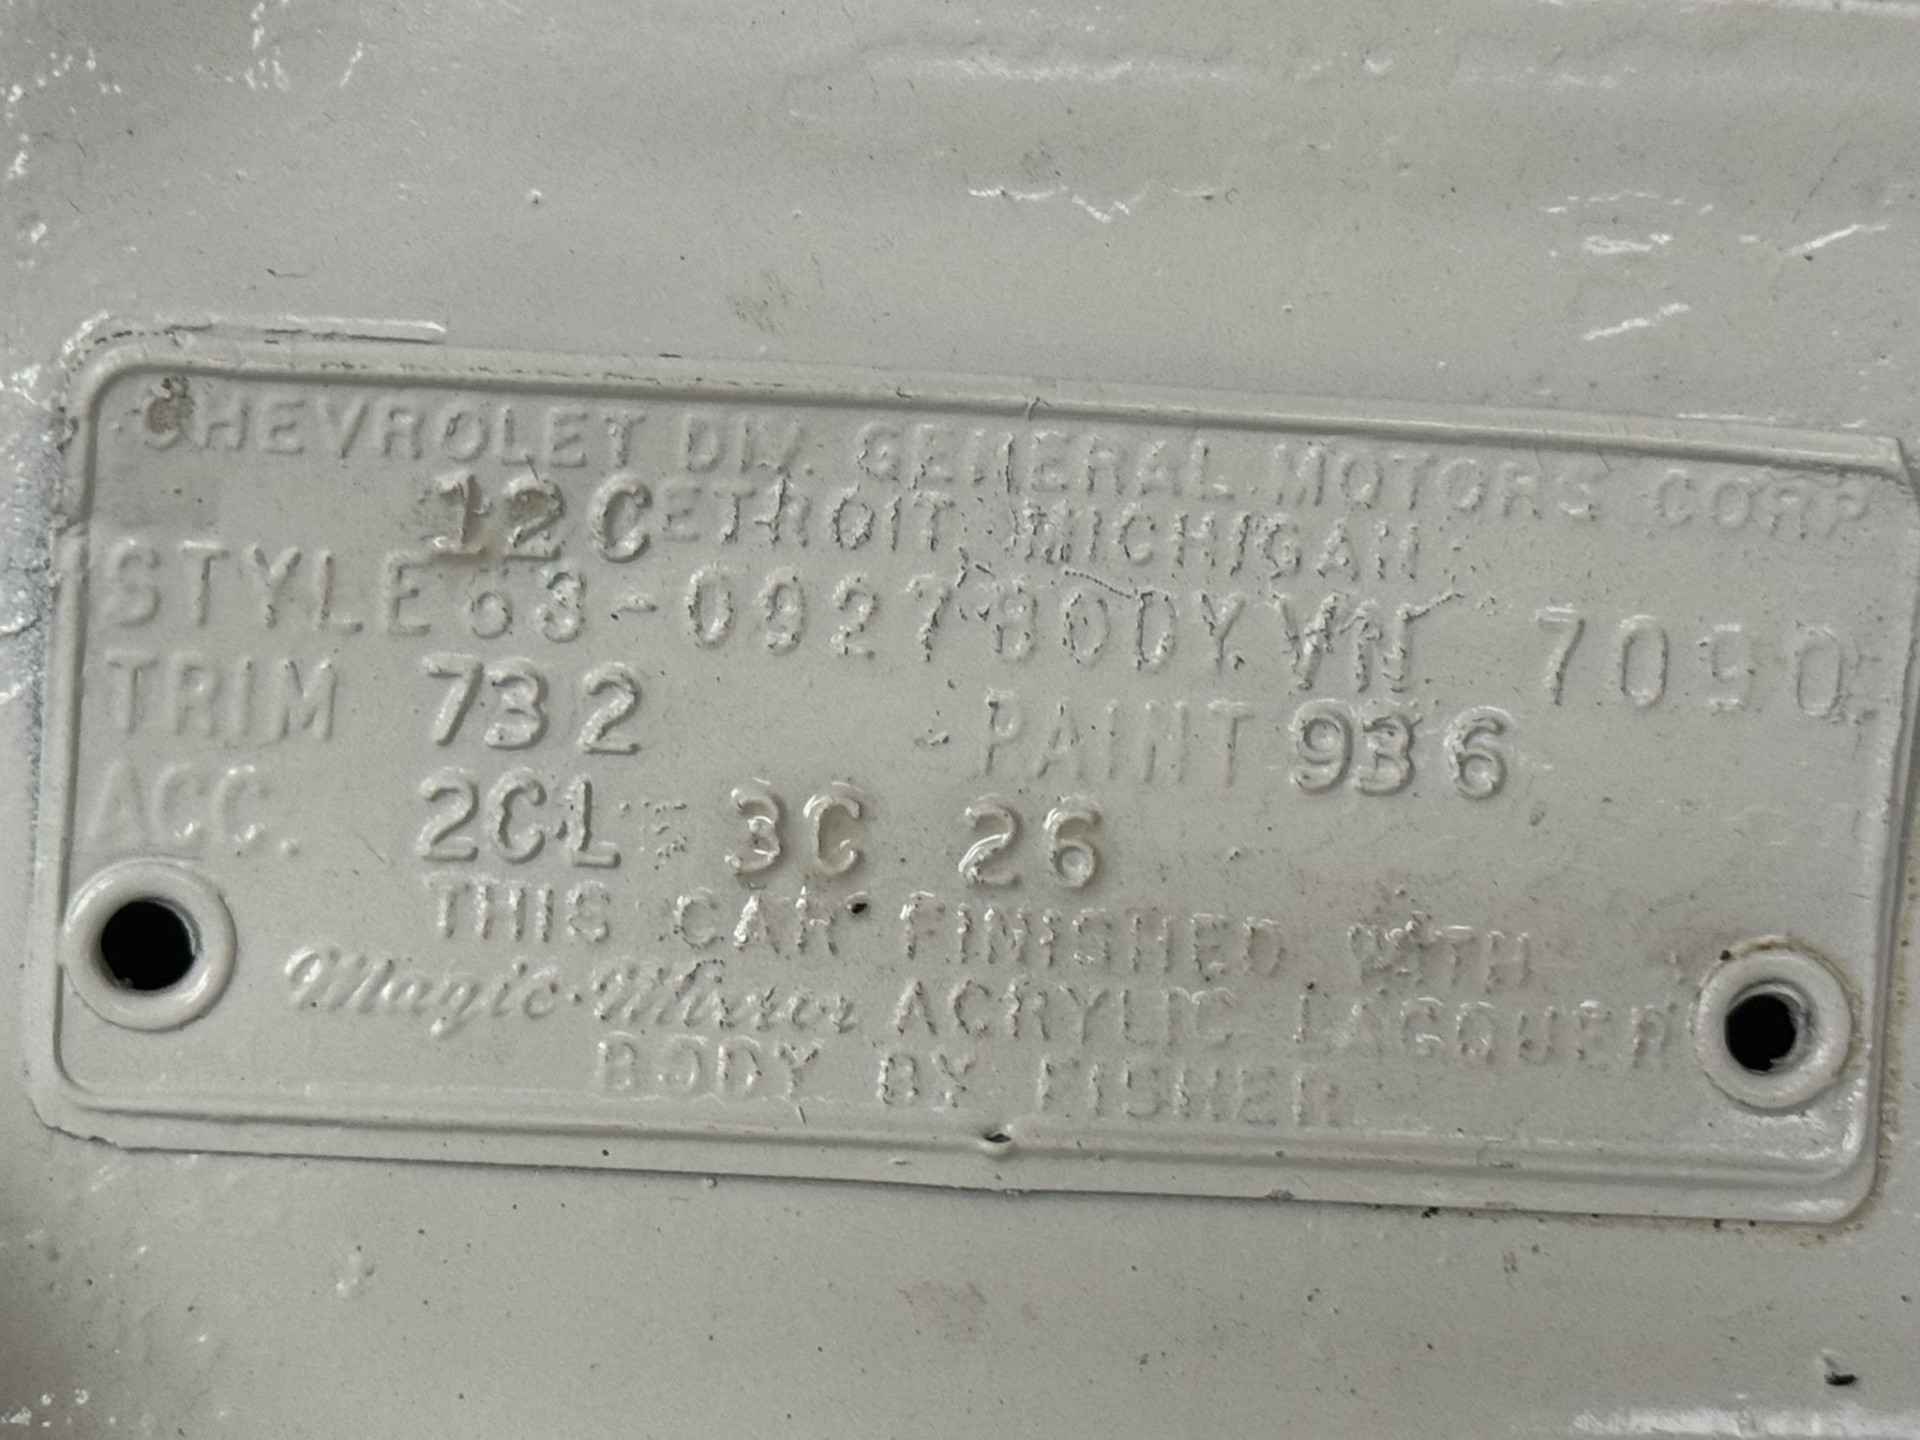 CHEVROLET DIV. GENERAL MOTORS CORP.
12C ETROIT, MICHIGAN
STYLE 63-0927 BODY VN 7090
TRIM 732 PAINT 936
ACC. 2CL 3C 26
THIS CAR FINISHED WITH
Magic-Mirror ACRYLIC LACQUER
BODY BY FISHER